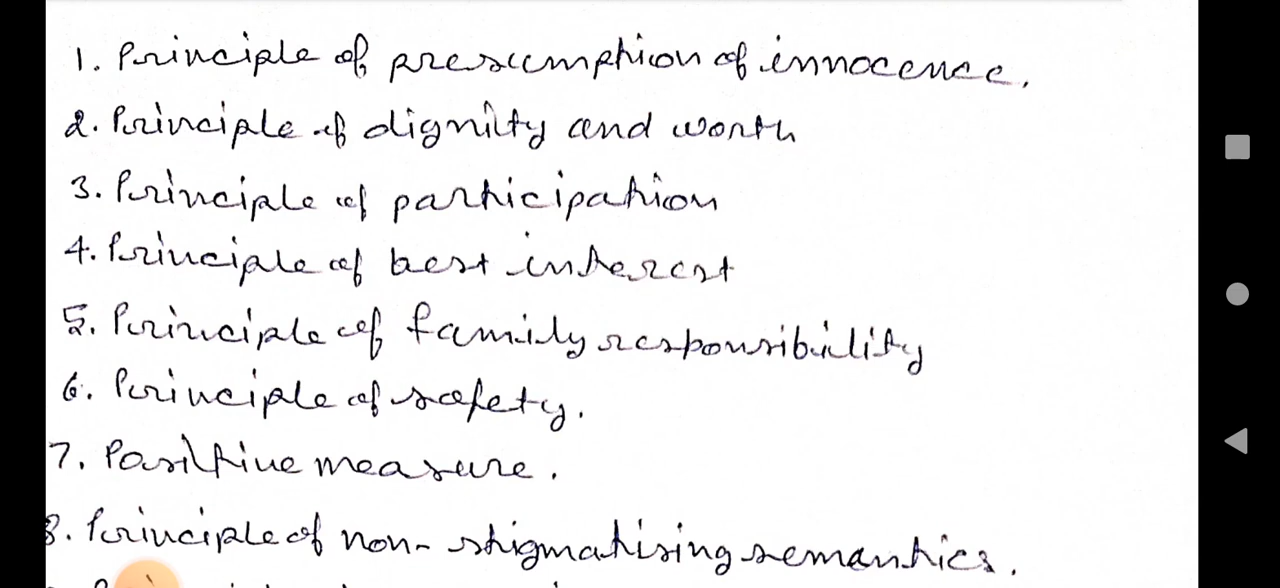 1. Principle of presumption of innocence.
2. Principle of dignity and worth
3. Principle of participation
4. Principle of best interest
5. Principle of family responsibility
6. Principle of safety.
7. Positive measure.
8. Principle of non-stigmatising semantics.